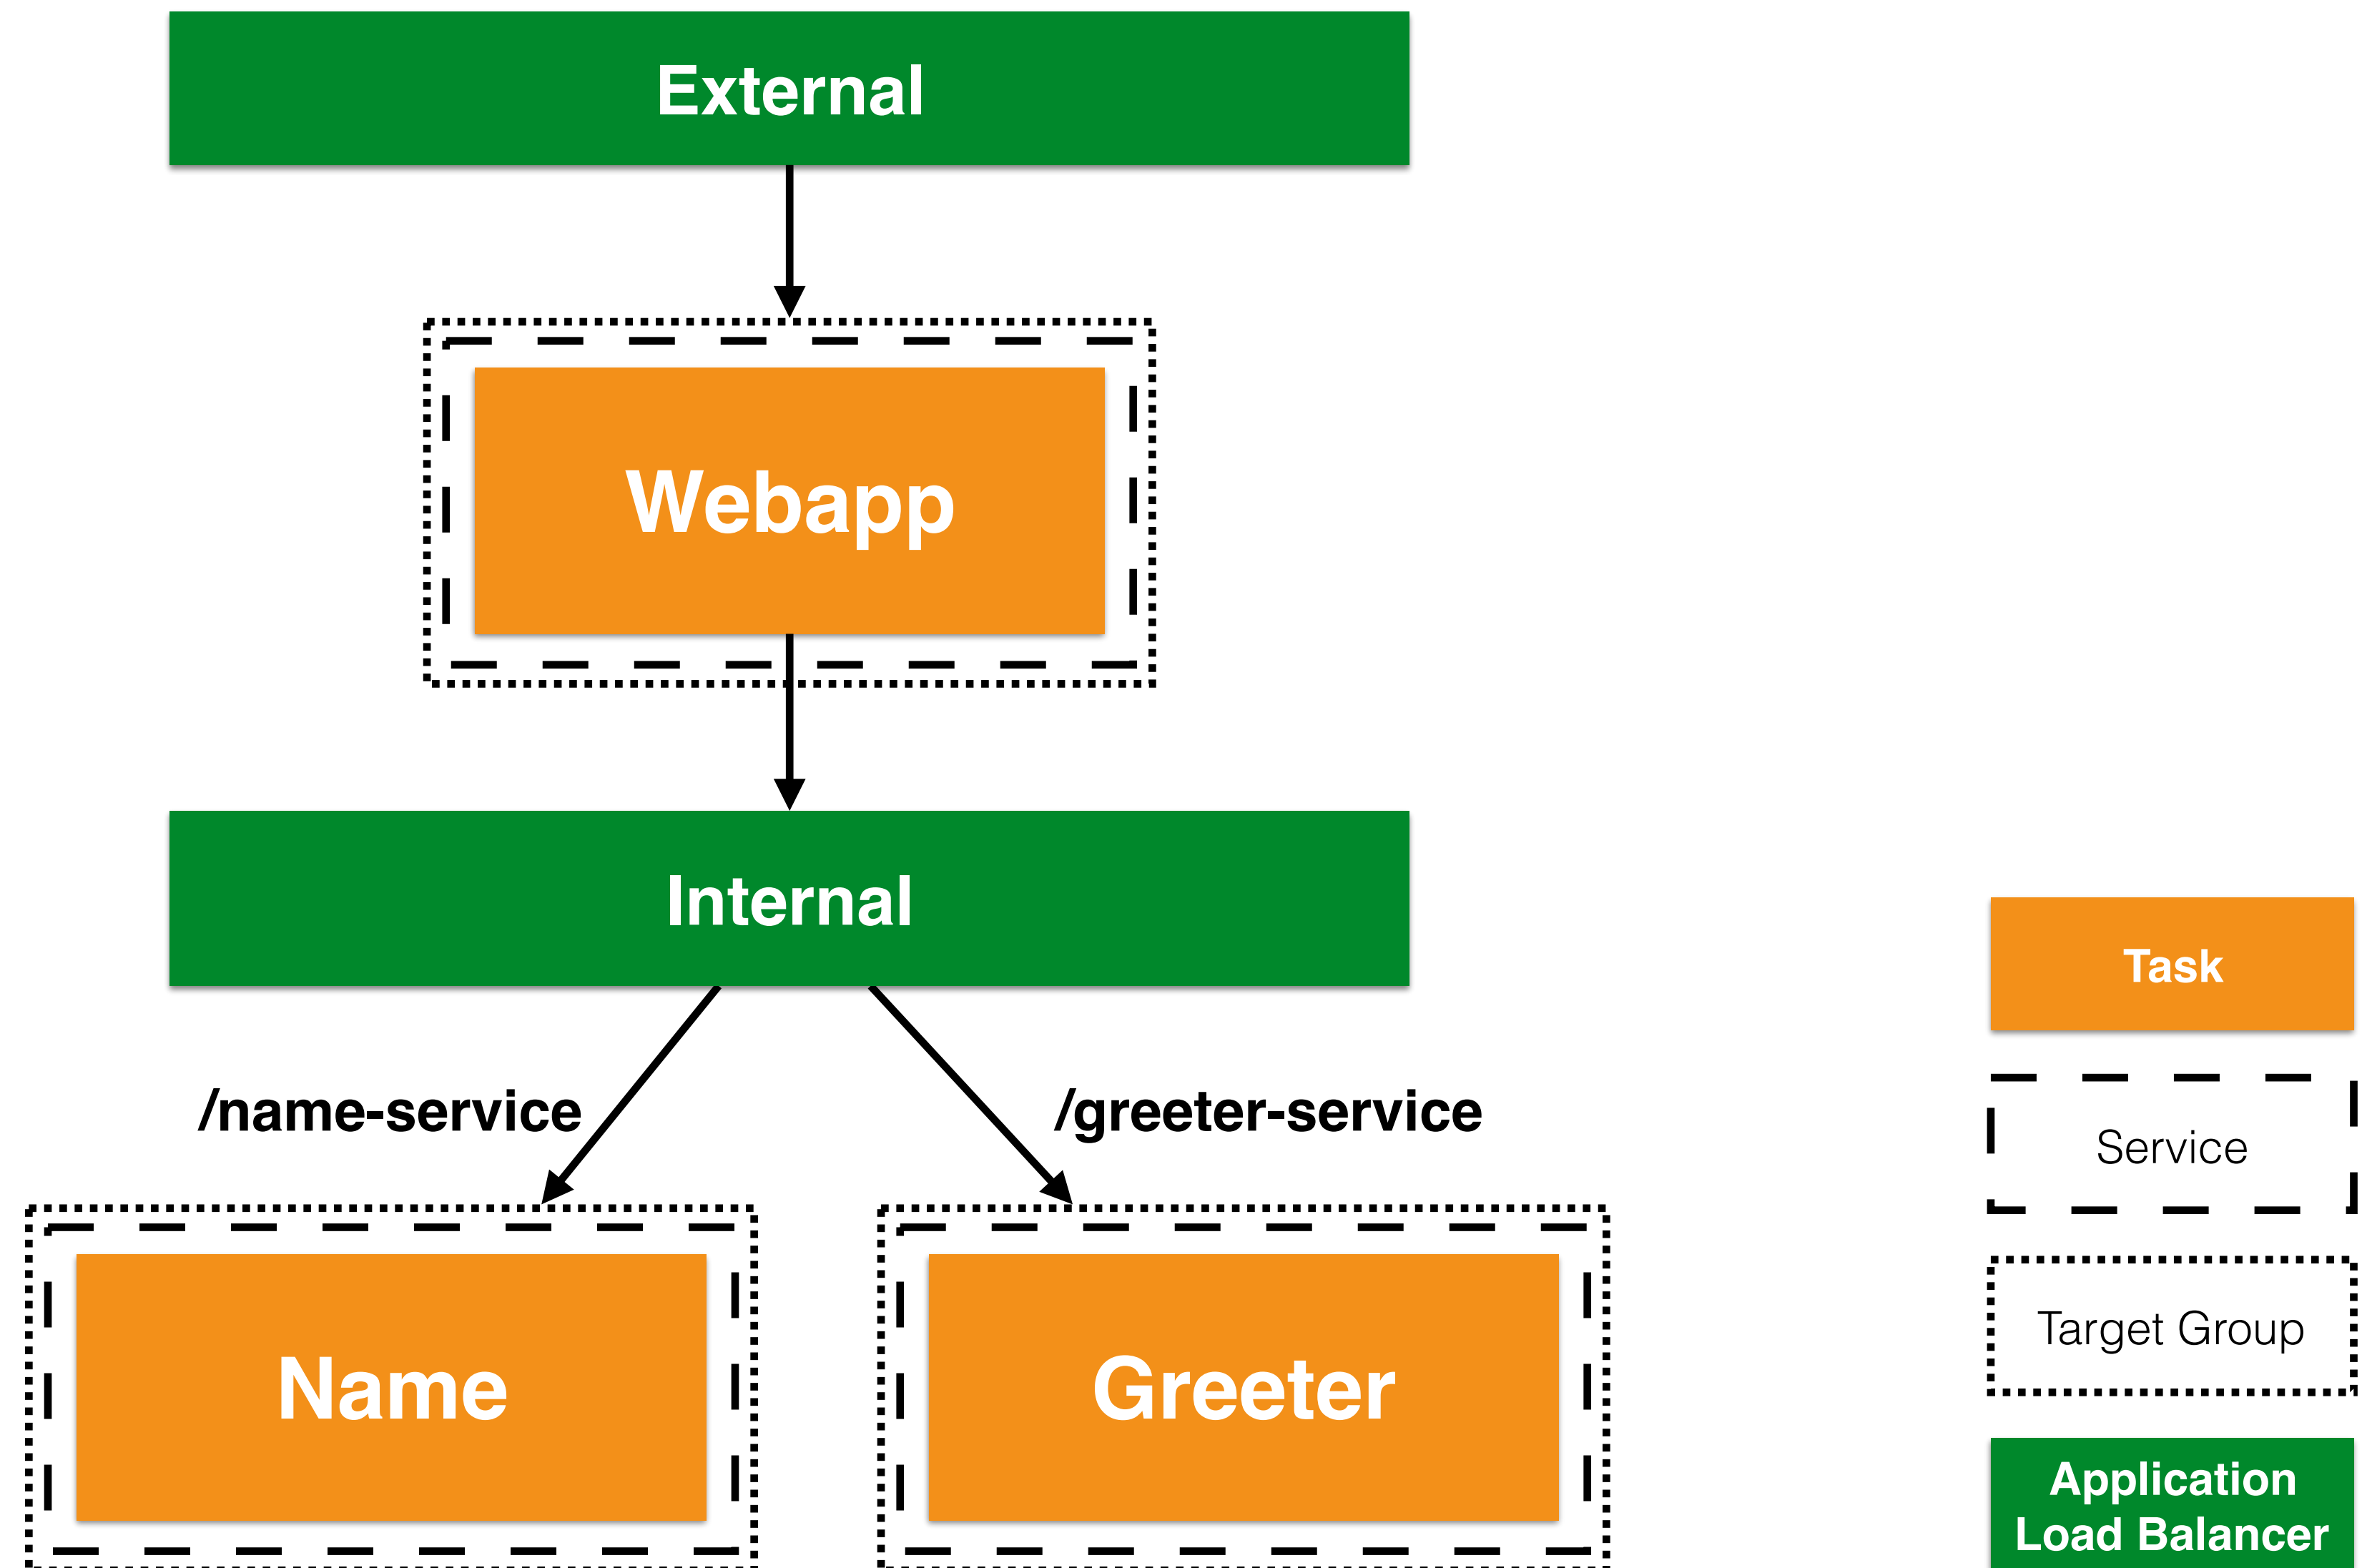 External
Webapp
Internal
/name-service
/greeter-service
Name
Greeter
Task
Service
Target Group
Application
Load Balancer